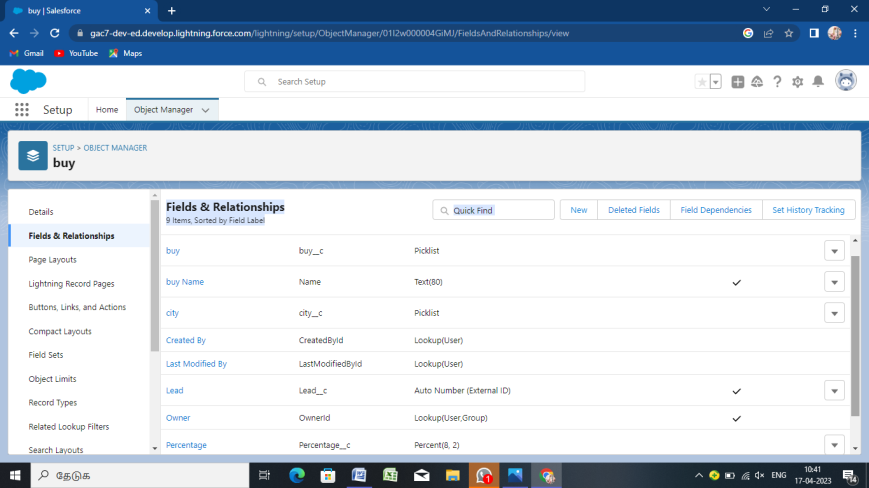 buy | Salesforce
gac7-dev-ed.develop.lightning.force.com/lightning/setup/ObjectManager/01I2w000004GiMJ/FieldsAndRelationships/view
Gmail YouTube Maps
Search Setup
Setup Home Object Manager
SETUP > OBJECT MANAGER
buy
Details
Fields & Relationships
Page Layouts
Lightning Record Pages
Buttons, Links, and Actions
Compact Layouts
Field Sets
Object Limits
Record Types
Related Lookup Filters
Search Layouts
Fields & Relationships
9 Items, Sorted by Field Label
Quick Find
New Deleted Fields Field Dependencies Set History Tracking
buy buy__c Picklist
buy Name Name Text(80)
city city__c Picklist
Created By CreatedById Lookup(User)
Last Modified By LastModifiedById Lookup(User)
Lead Lead__c Auto Number (External ID)
Owner OwnerId Lookup(User,Group)
Percentage Percentage__c Percent(8, 2)
தேடுக
1
ENG
10:41
17-04-2023
14